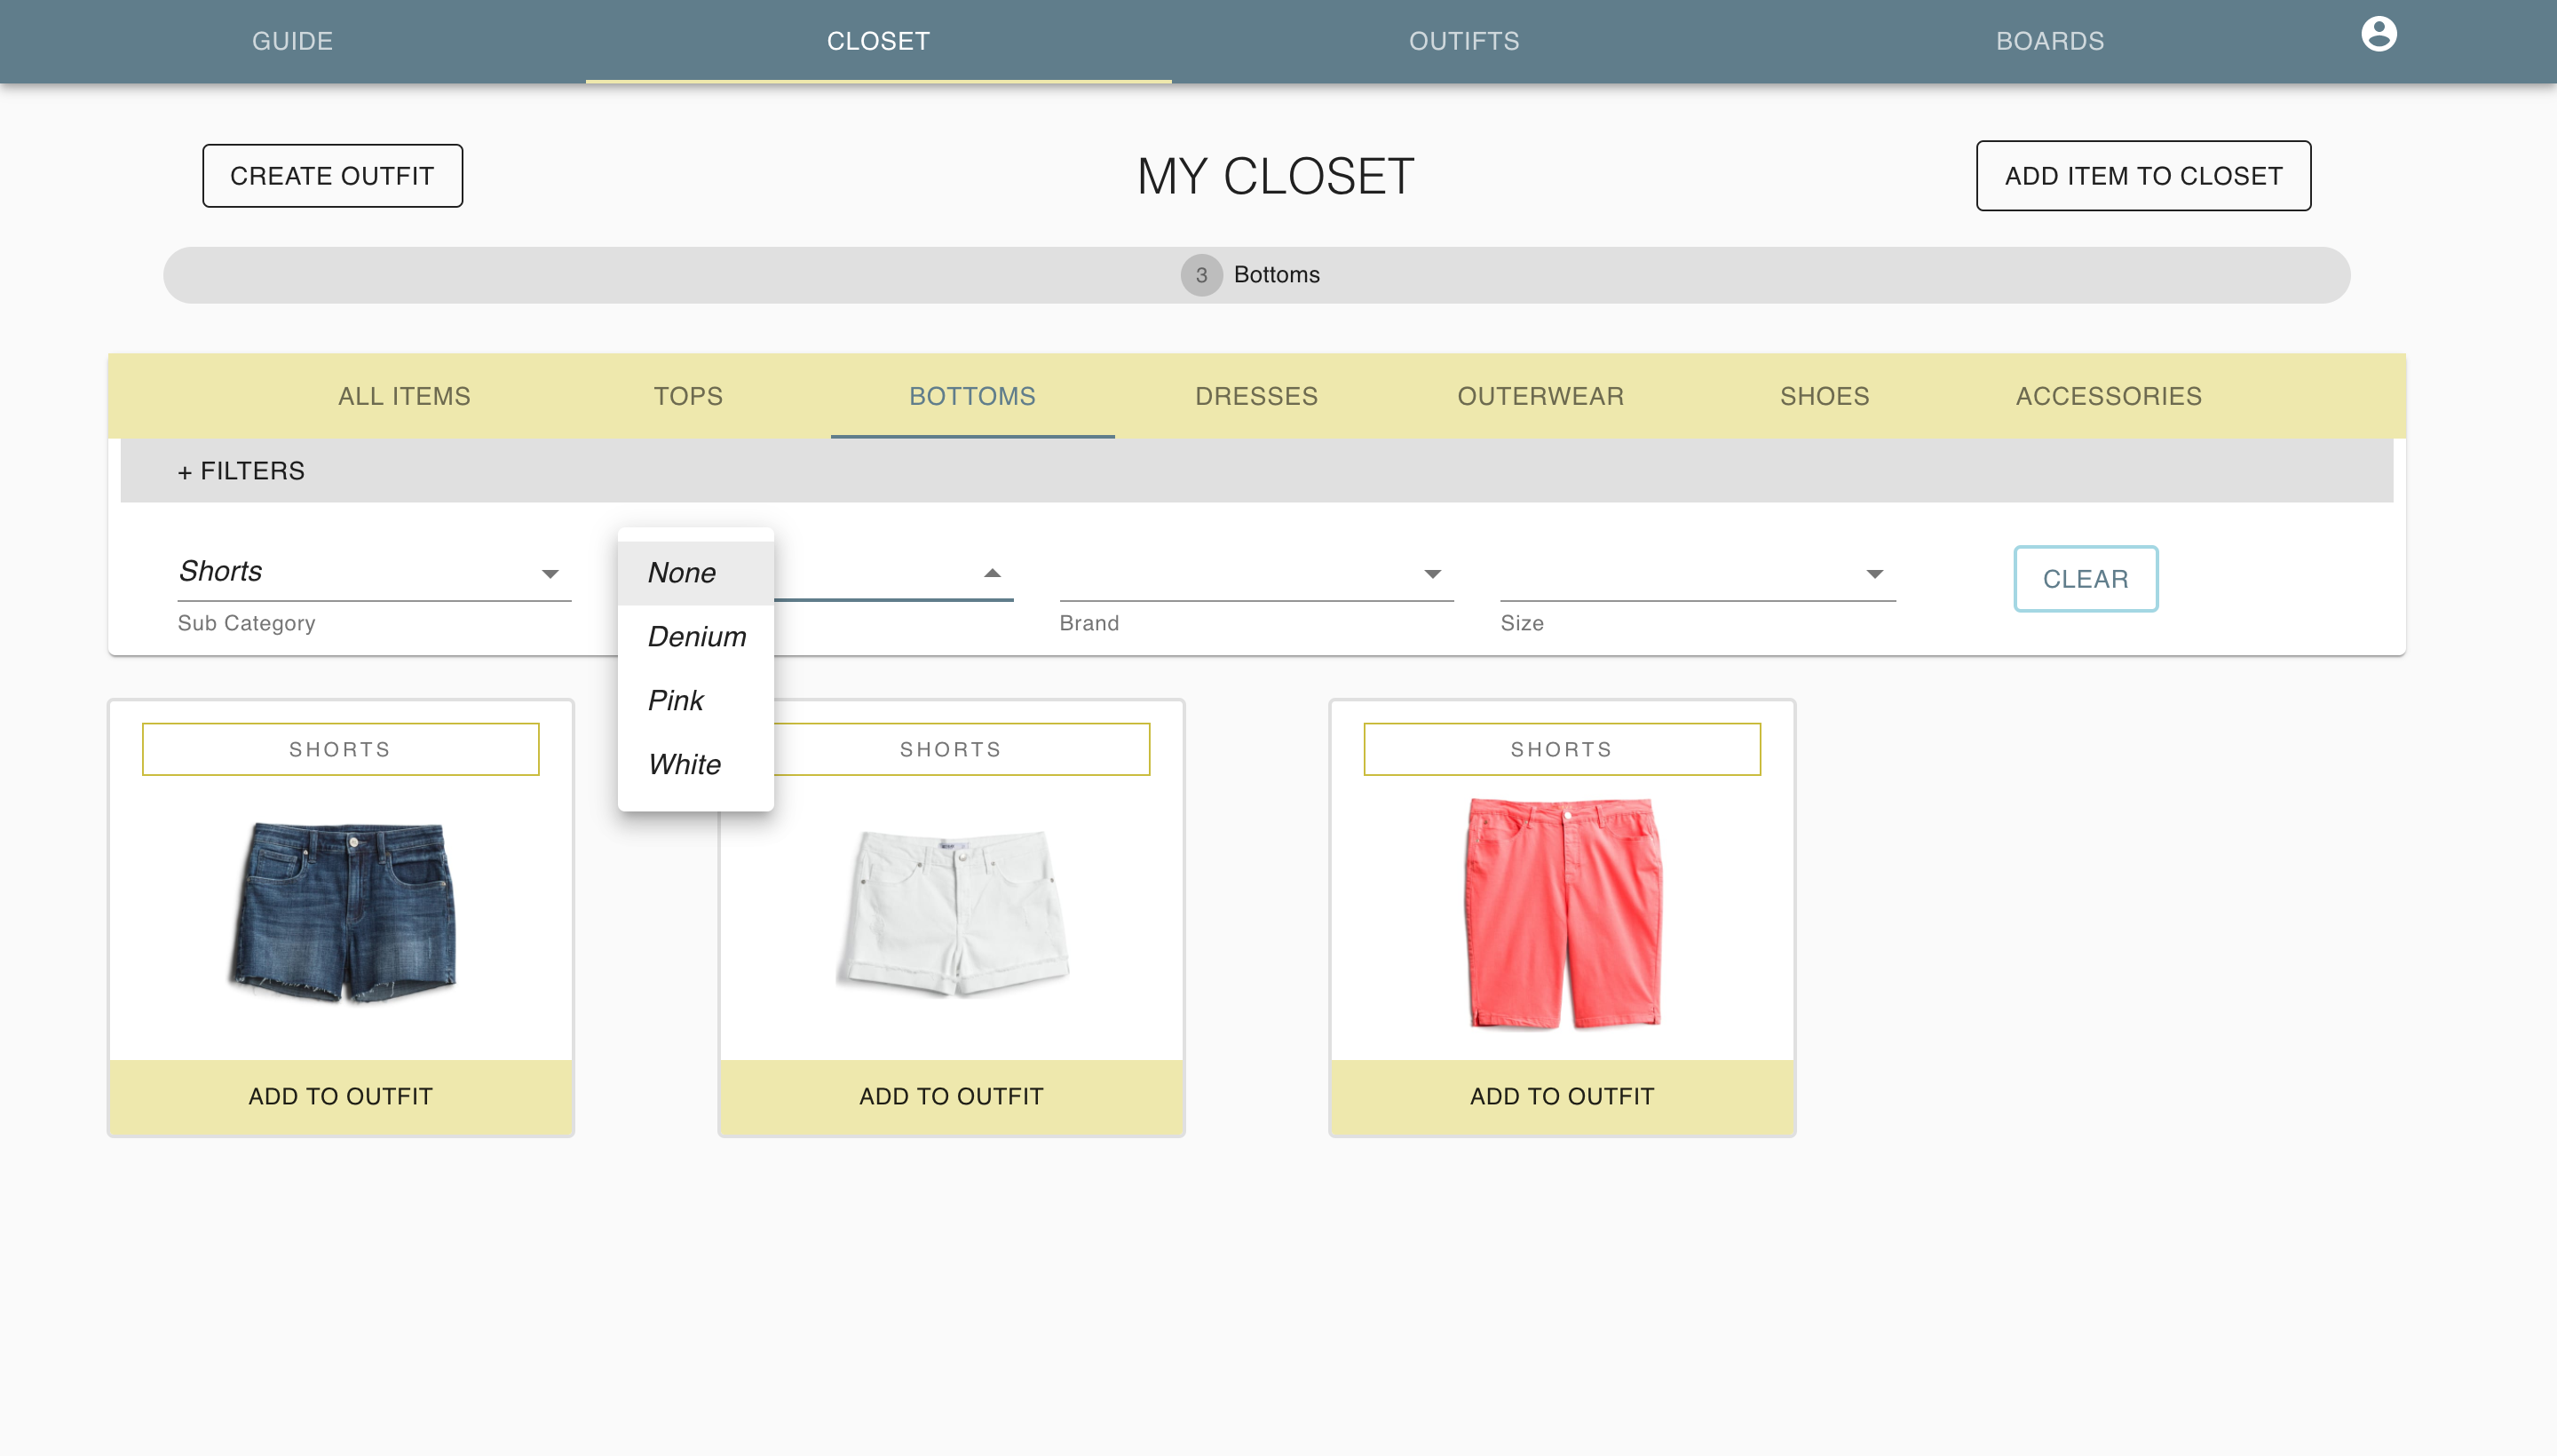 GUIDE CLOSET OUTIFTS BOARDS
CREATE OUTFIT MY CLOSET ADD ITEM TO CLOSET
3 Bottoms
ALL ITEMS TOPS BOTTOMS DRESSES OUTERWEAR SHOES ACCESSORIES
+ FILTERS
Shorts None CLEAR
Sub Category Denium Brand Size
Pink
White
SHORTS SHORTS SHORTS
ADD TO OUTFIT ADD TO OUTFIT ADD TO OUTFIT